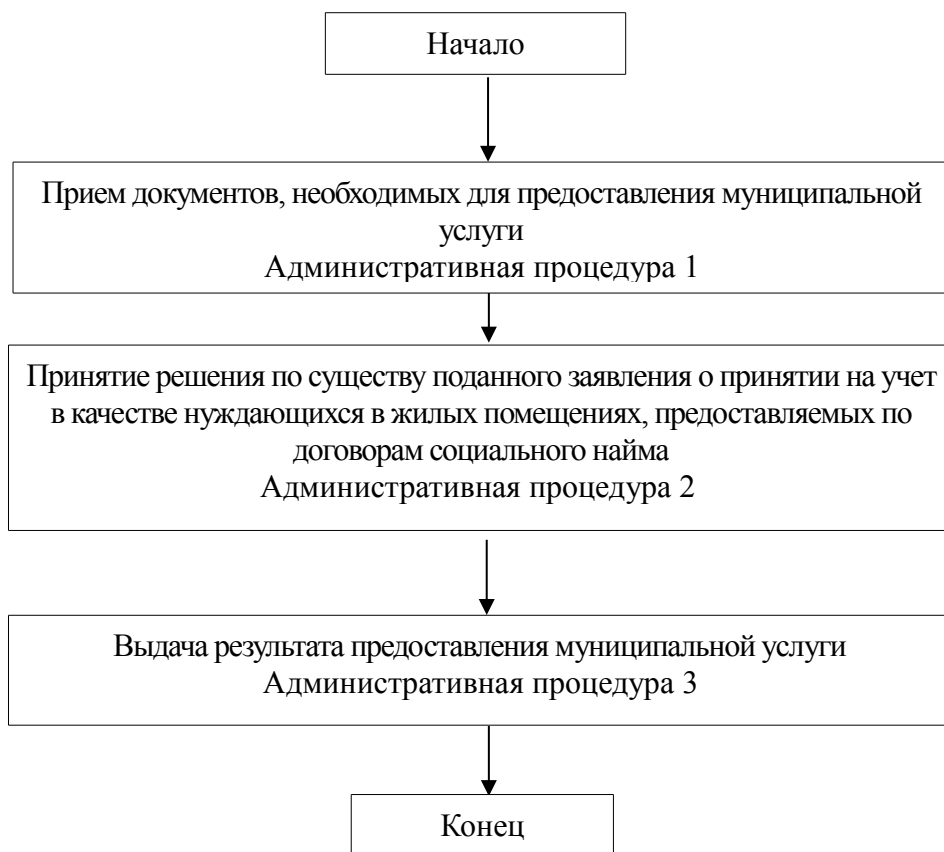 Начало
Прием документов, необходимых для предоставления муниципальной
услуги
Административная процедура 1
Принятие решения по существу поданного заявления о принятии на учет
в качестве нуждающихся в жилых помещениях, предоставляемых по
договорам социального найма
Административная процедура 2
Выдача результата предоставления муниципальной услуги
Административная процедура 3
Конец